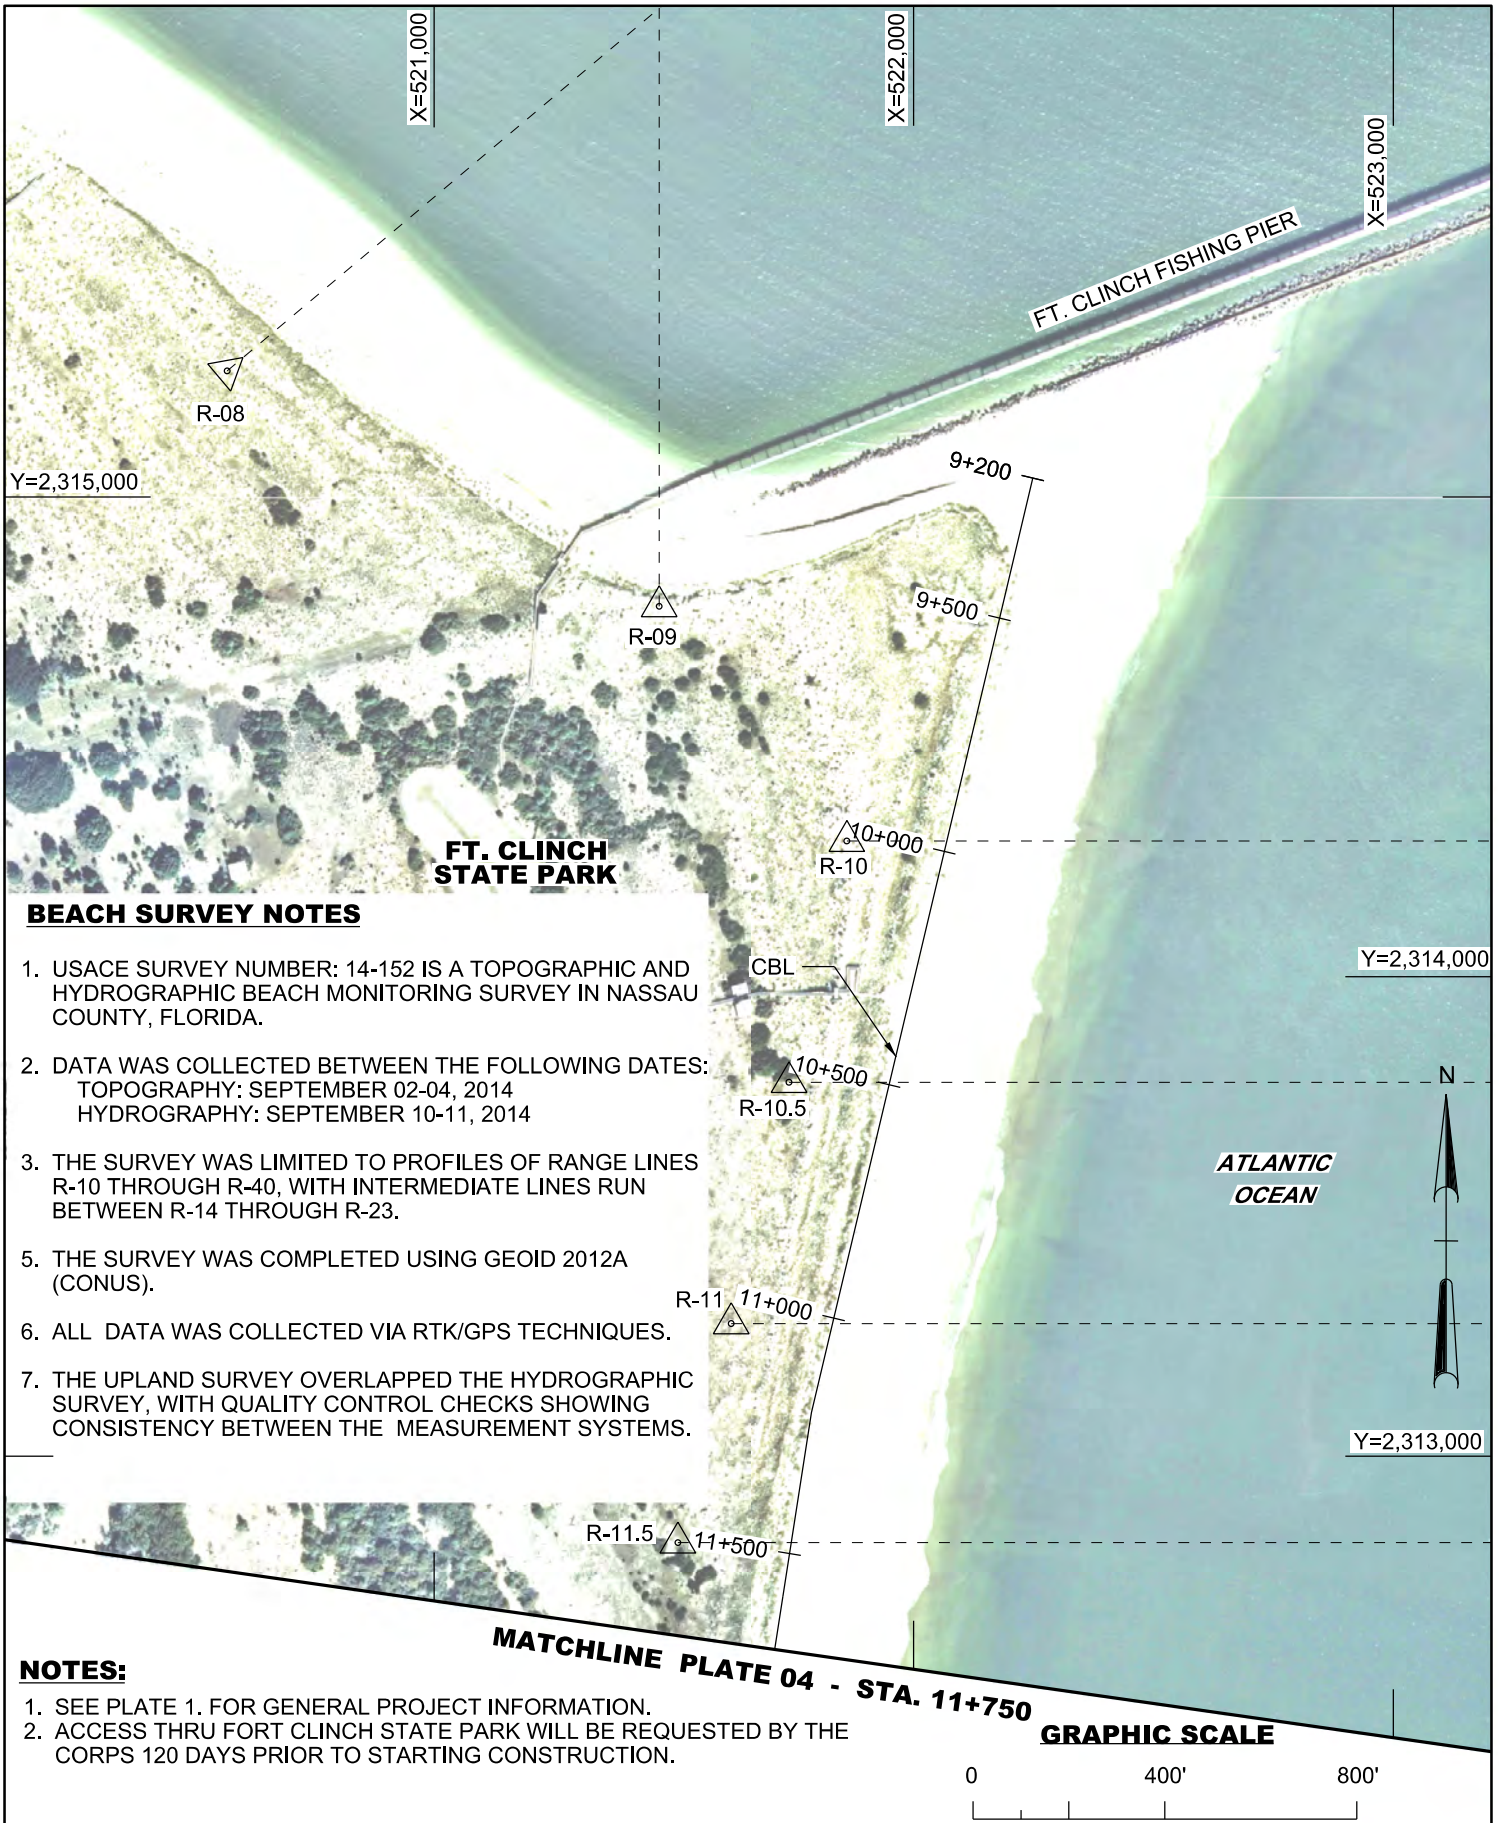 X=521,000
X=522,000
X=523,000
FT. CLINCH FISHING PIER
R-08
Y=2,315,000
9+200
9+500
R-09
10+000
R-10
FT. CLINCH
STATE PARK
BEACH SURVEY NOTES
1. USACE SURVEY NUMBER: 14-152 IS A TOPOGRAPHIC AND
HYDROGRAPHIC BEACH MONITORING SURVEY IN NASSAU
COUNTY, FLORIDA.
2. DATA WAS COLLECTED BETWEEN THE FOLLOWING DATES:
TOPOGRAPHY: SEPTEMBER 02-04, 2014
HYDROGRAPHY: SEPTEMBER 10-11, 2014
3. THE SURVEY WAS LIMITED TO PROFILES OF RANGE LINES
R-10 THROUGH R-40, WITH INTERMEDIATE LINES RUN
BETWEEN R-14 THROUGH R-23.
5. THE SURVEY WAS COMPLETED USING GEOID 2012A
(CONUS).
6. ALL DATA WAS COLLECTED VIA RTK/GPS TECHNIQUES.
7. THE UPLAND SURVEY OVERLAPPED THE HYDROGRAPHIC
SURVEY, WITH QUALITY CONTROL CHECKS SHOWING
CONSISTENCY BETWEEN THE MEASUREMENT SYSTEMS.
CBL
Y=2,314,000
10+500
R-10.5
N
ATLANTIC
OCEAN
R-11
11+000
Y=2,313,000
R-11.5
11+500
MATCHLINE PLATE 04 - STA. 11+750
NOTES:
1. SEE PLATE 1. FOR GENERAL PROJECT INFORMATION.
2. ACCESS THRU FORT CLINCH STATE PARK WILL BE REQUESTED BY THE
CORPS 120 DAYS PRIOR TO STARTING CONSTRUCTION.
GRAPHIC SCALE
0 400' 800'